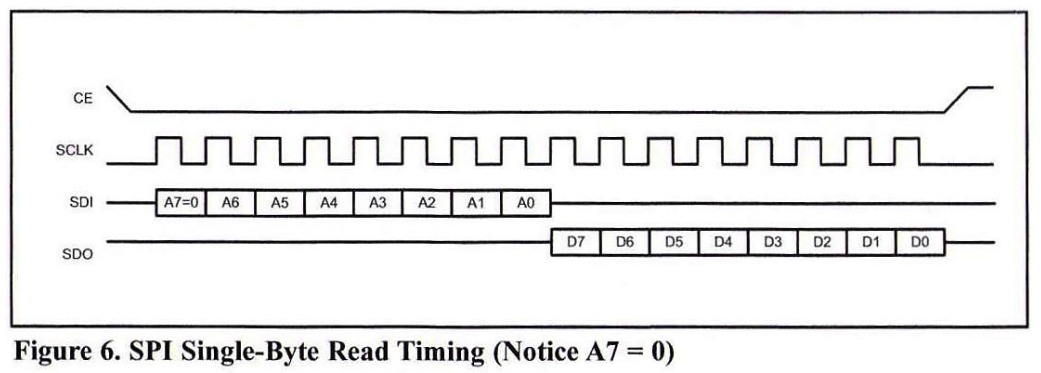 CE
SCLK
SDI A7=0 A6 A5 A4 A3 A2 A1 A0
SDO D7 D6 D5 D4 D3 D2 D1 D0
Figure 6. SPI Single-Byte Read Timing (Notice A7 = 0)